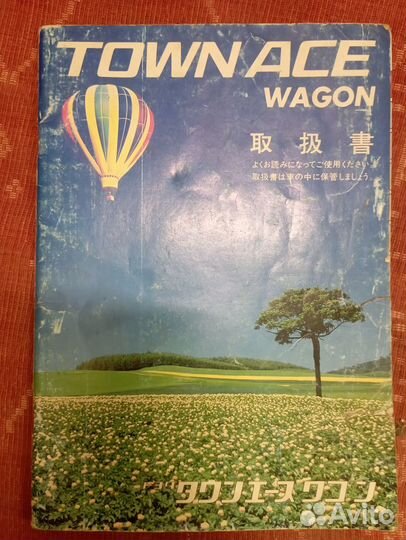 TOWN ACE
WAGON
取扱書
よくお読みになってご使用ください
取扱書は車の中に保管しましょう
タウンエース ワゴン
Avito